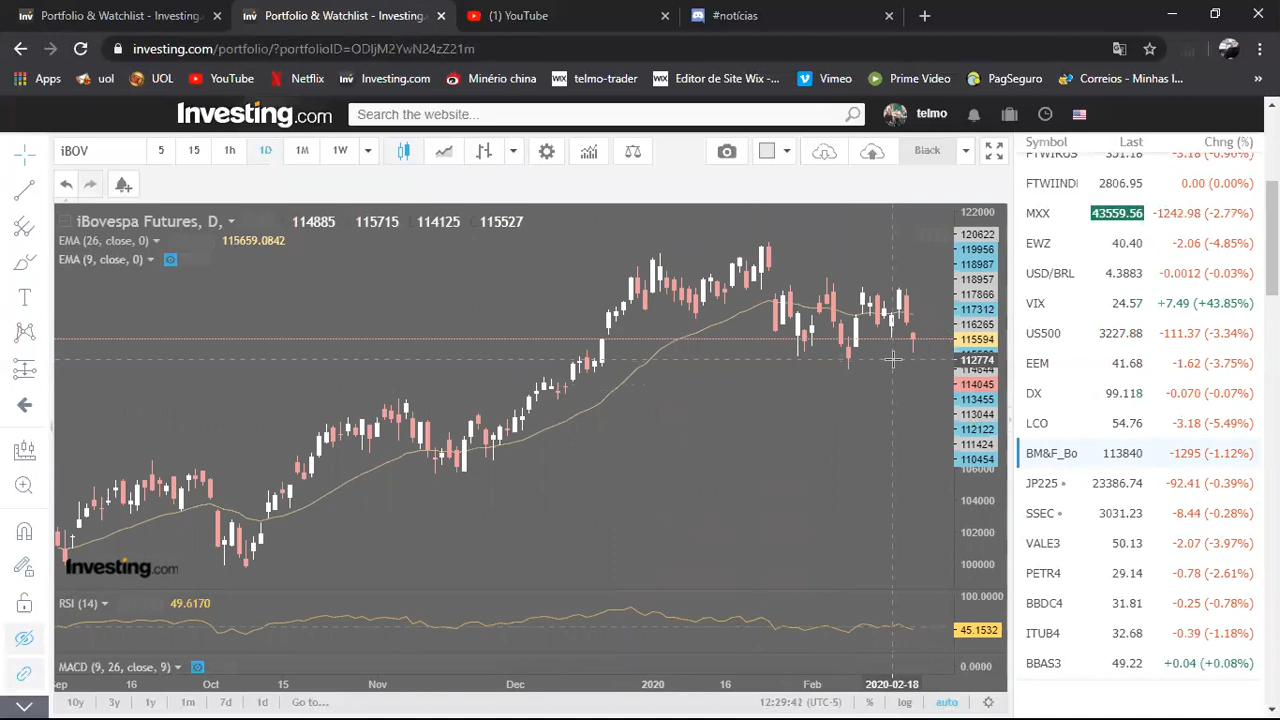 Portfolio & Watchlist - Investing.
Portfolio & Watchlist - Investing.
(1) YouTube
#notícias
investing.com/portfolio/?portfolioID=ODljM2YwN24zZ21m
Apps
uol
UOL
YouTube
Netflix
Investing.com
Minério china
telmo-trader
Editor de Site Wix -...
Vimeo
Prime Video
PagSeguro
Correios - Minhas I...
Investing.com
Search the website...
telmo
iBOV
5
15
1h
1D
1M
1W
Black
Symbol Last Chng (%)
FTWIRUS 351.18 -3.18 (-0.90%)
FTWIINDI 2806.95 0.00 (0.00%)
MXX 43559.56 -1242.98 (-2.77%)
EWZ 40.40 -2.06 (-4.85%)
USD/BRL 4.3883 -0.0012 (-0.03%)
VIX 24.57 +7.49 (+43.85%)
US500 3227.88 -111.37 (-3.34%)
EEM 41.68 -1.38 (-3.12%)
DX 99.118 -0.070 (-0.07%)
LCO 54.76 -3.18 (-5.49%)
BM&F_Bo 113840 -1295 (-1.12%)
JP225 23386.74 -92.41 (-0.39%)
SSEC 3031.23 -8.44 (-0.28%)
VALE3 50.13 -2.07 (-3.97%)
PETR4 29.14 -0.78 (-2.61%)
BBDC4 31.81 -0.25 (-0.78%)
ITUB4 32.68 -0.39 (-1.18%)
BBAS3 49.22 +0.04 (+0.08%)
iBovespa Futures, D, 114885 115715 114125 115527
EMA (26, close, 0) 115659.0842
EMA (9, close, 0)
122000
120622
119956
118987
118957
117866
117312
116265
115594
112774
114045
113455
113044
112122
111424
110454
106000
104000
102000
100000
Investing.com
RSI (14) 49.6170
100.0000
45.1532
MACD (9, 26, close, 9)
0.0000
Sep 16 Oct 15 Nov Dec 2020 16 Feb 2020-02-18
10y 3y 1y 1m 7d 1d Go to... 12:29:42 (UTC-5) % log auto